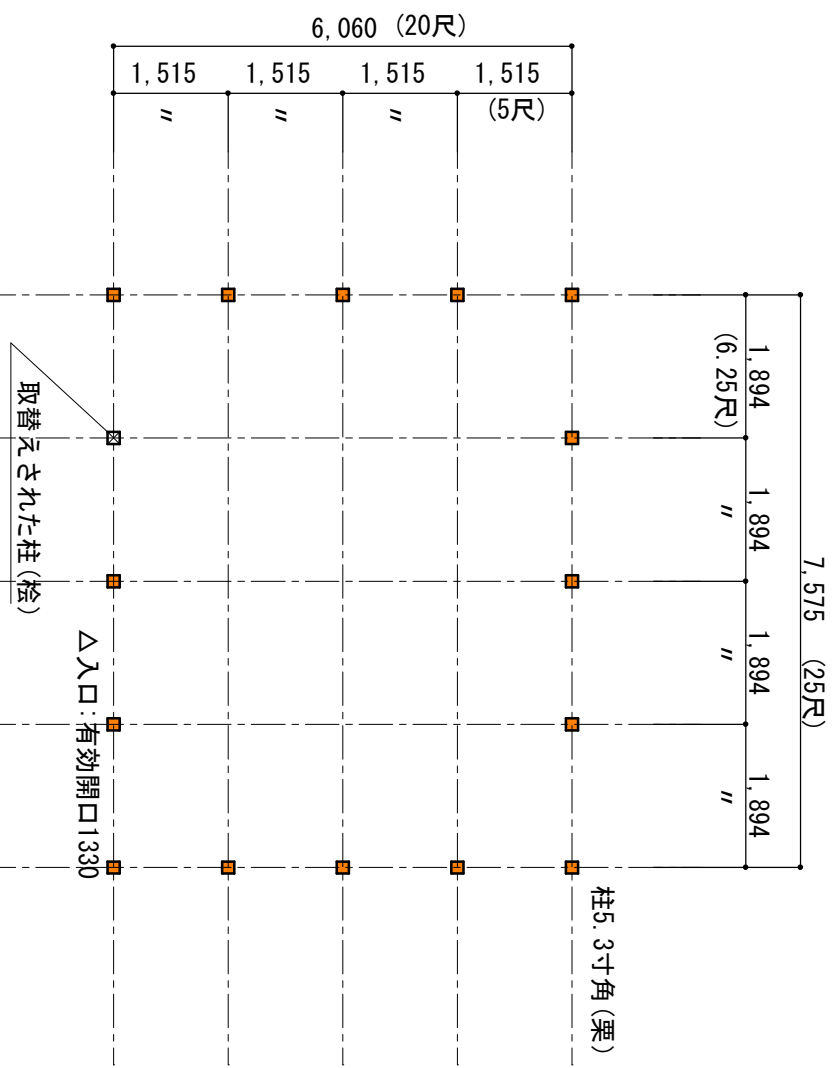 6,060 (20尺)
1,515 1,515 1,515 1,515
〃 〃 〃 (5尺)
7,575 (25尺)
1,894 1,894 1,894 1,894
(6.25尺) 〃 〃 〃
取替えされた柱(桧)
△入口:有効開口1330
柱5.3寸角(栗)